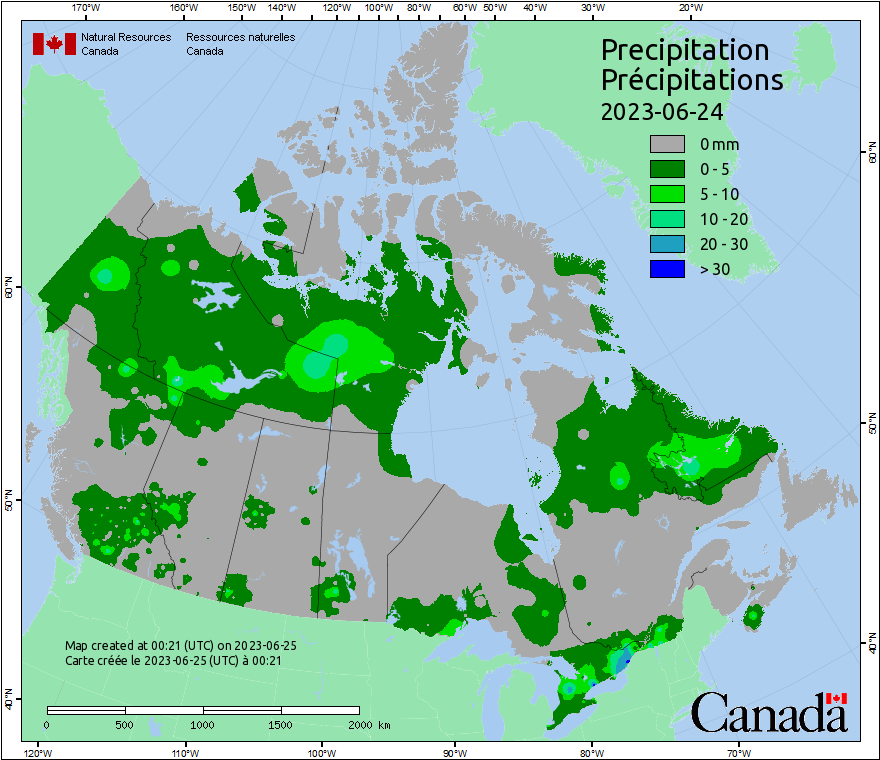 170°W 160°W 150°W 140°W 120°W 100°W 80°W 60°W 50°W 40°W 30°W 20°W
Natural Resources Ressources naturelles
Canada Canada
Precipitation
Précipitations
2023-06-24
0 mm
0 - 5
5 - 10
10 - 20
20 - 30
> 30
60°N
60°N
50°N
50°N
40°N
40°N
Map created at 00:21 (UTC) on 2023-06-25
Carte créée le 2023-06-25 (UTC) à 00:21
0 500 1000 1500 2000 km
Canada
120°W 110°W 100°W 90°W 80°W 70°W